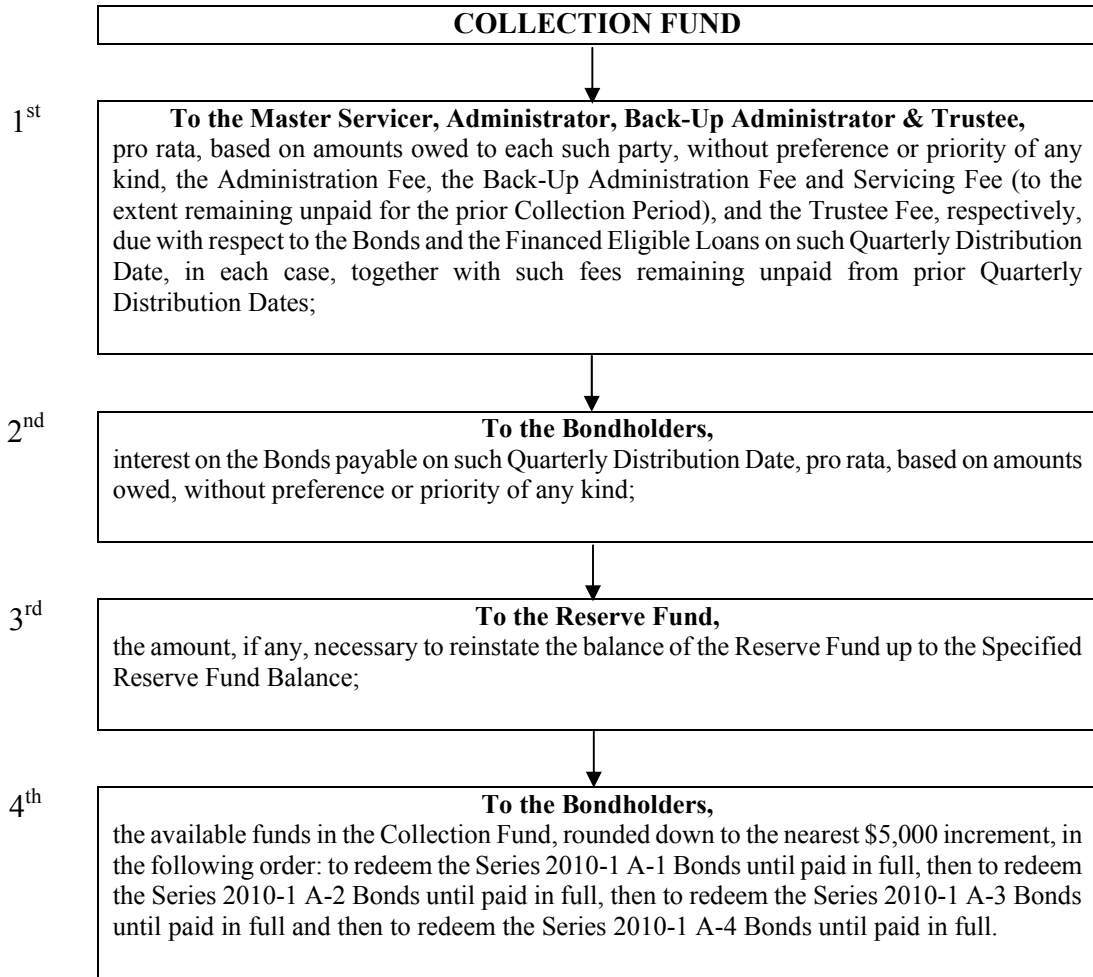 COLLECTION FUND
1st
To the Master Servicer, Administrator, Back-Up Administrator & Trustee,
pro rata, based on amounts owed to each such party, without preference or priority of any
kind, the Administration Fee, the Back-Up Administration Fee and Servicing Fee (to the
extent remaining unpaid for the prior Collection Period), and the Trustee Fee, respectively,
due with respect to the Bonds and the Financed Eligible Loans on such Quarterly Distribution
Date, in each case, together with such fees remaining unpaid from prior Quarterly
Distribution Dates;
2nd
To the Bondholders,
interest on the Bonds payable on such Quarterly Distribution Date, pro rata, based on amounts
owed, without preference or priority of any kind;
3rd
To the Reserve Fund,
the amount, if any, necessary to reinstate the balance of the Reserve Fund up to the Specified
Reserve Fund Balance;
4th
To the Bondholders,
the available funds in the Collection Fund, rounded down to the nearest $5,000 increment, in
the following order: to redeem the Series 2010-1 A-1 Bonds until paid in full, then to redeem
the Series 2010-1 A-2 Bonds until paid in full, then to redeem the Series 2010-1 A-3 Bonds
until paid in full and then to redeem the Series 2010-1 A-4 Bonds until paid in full.